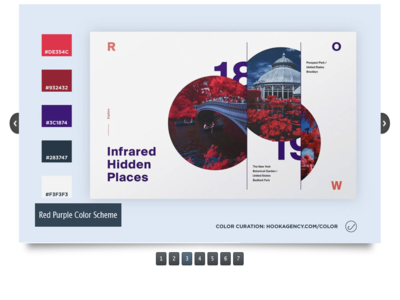 R
O
#DE354C
18
Prospect Park /
United States
Brooklyn
#932432
#3C1874
Infrared
Hidden
Places
19
#283747
The New York
Botanical Garden /
United States
Bedford Park
W
#F3F3F3
Red Purple Color Scheme
COLOR CURATION: HOOKAGENCY.COM/COLOR
1 2 3 4 5 6 7